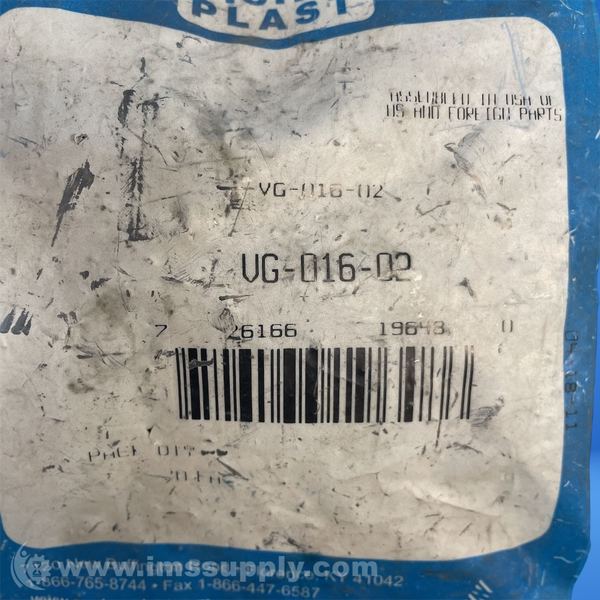 PLAST
ASSEMBLED IN USA OF
US AND FOREIGN PARTS
VG-016-02
VG-016-02
7 26166 19643 0
PACK QTY
KY 41042
866-765-8744 • Fax 1-866-447-6587
www.imssupply.com